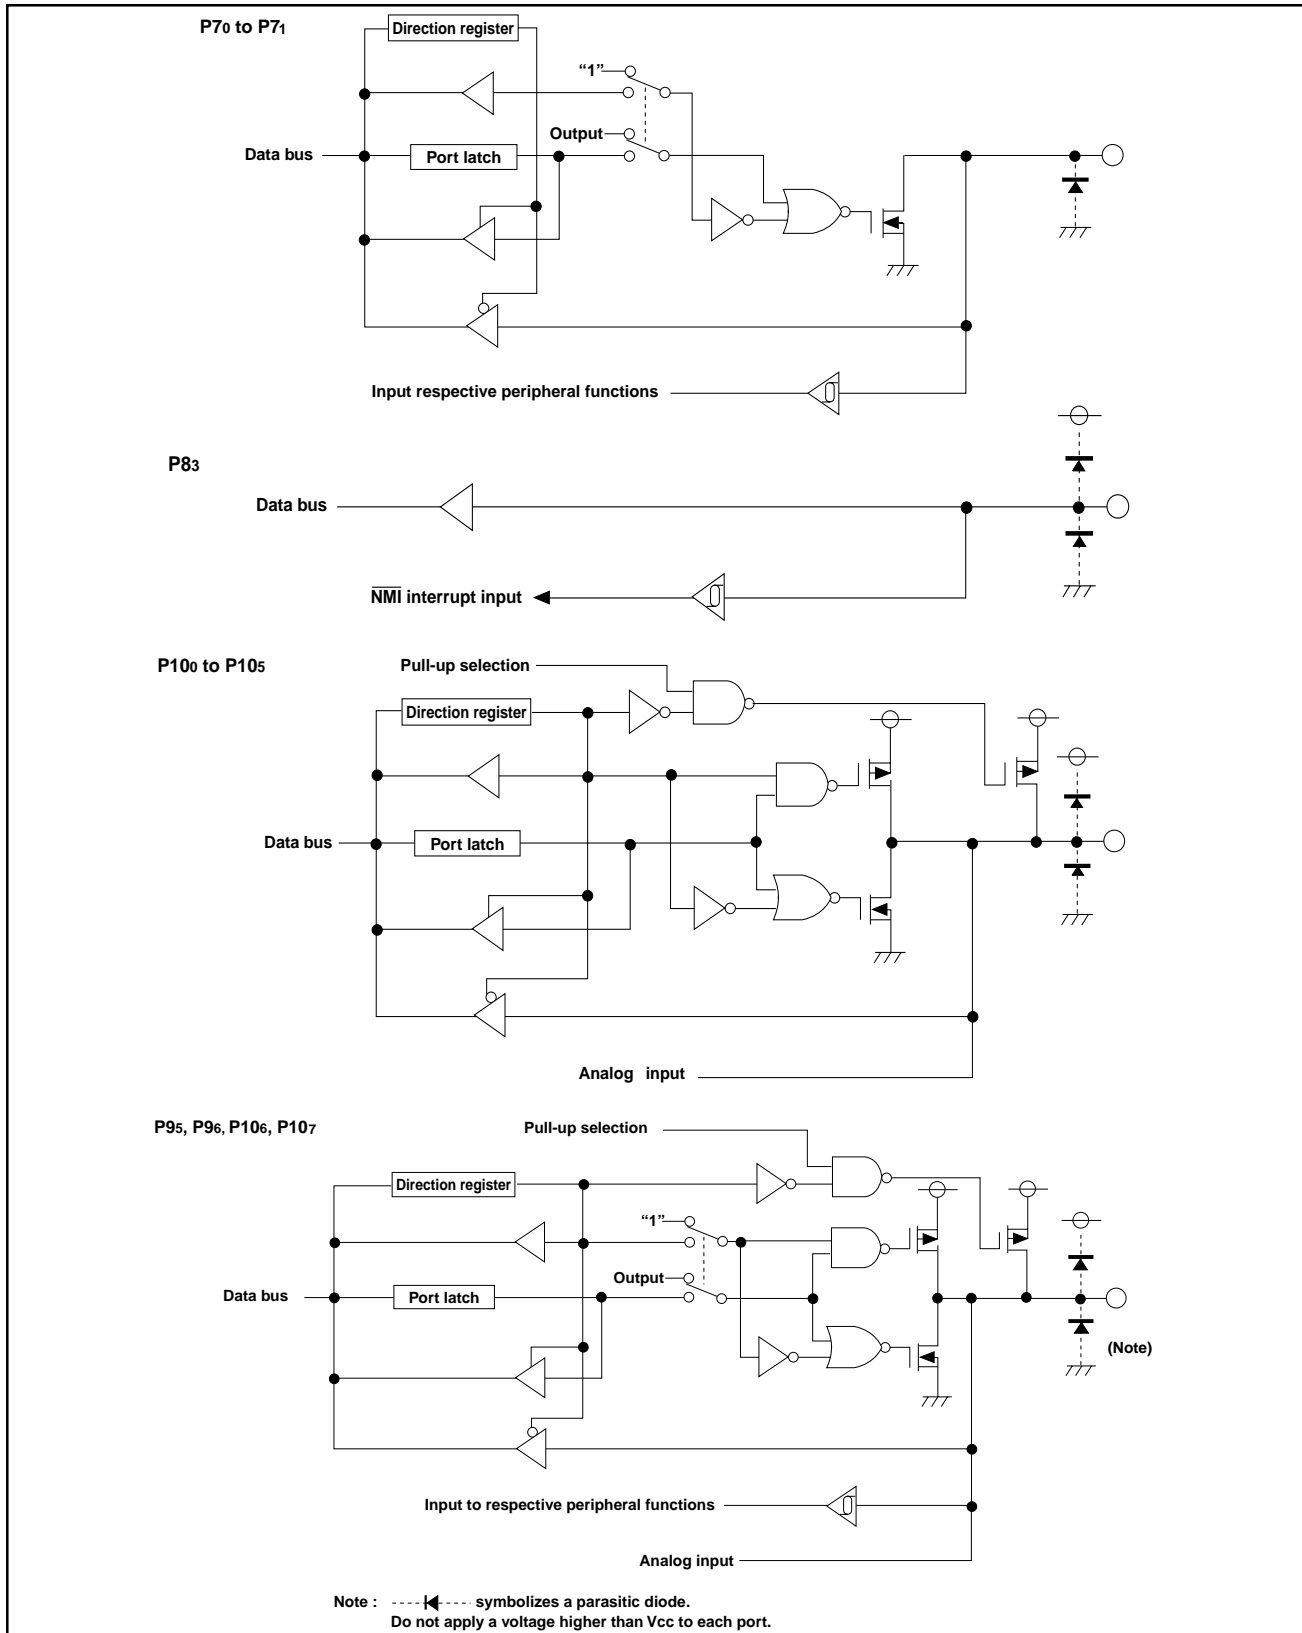 P70 to P71
Direction register
“1”
Output
Data bus
Port latch
Input respective peripheral functions
P83
Data bus
NMI interrupt input
P100 to P105
Pull-up selection
Direction register
Data bus
Port latch
Analog input
P95, P96, P106, P107
Pull-up selection
Direction register
“1”
Output
Data bus
Port latch
(Note)
Input to respective peripheral functions
Analog input
Note : symbolizes a parasitic diode.
Do not apply a voltage higher than Vcc to each port.